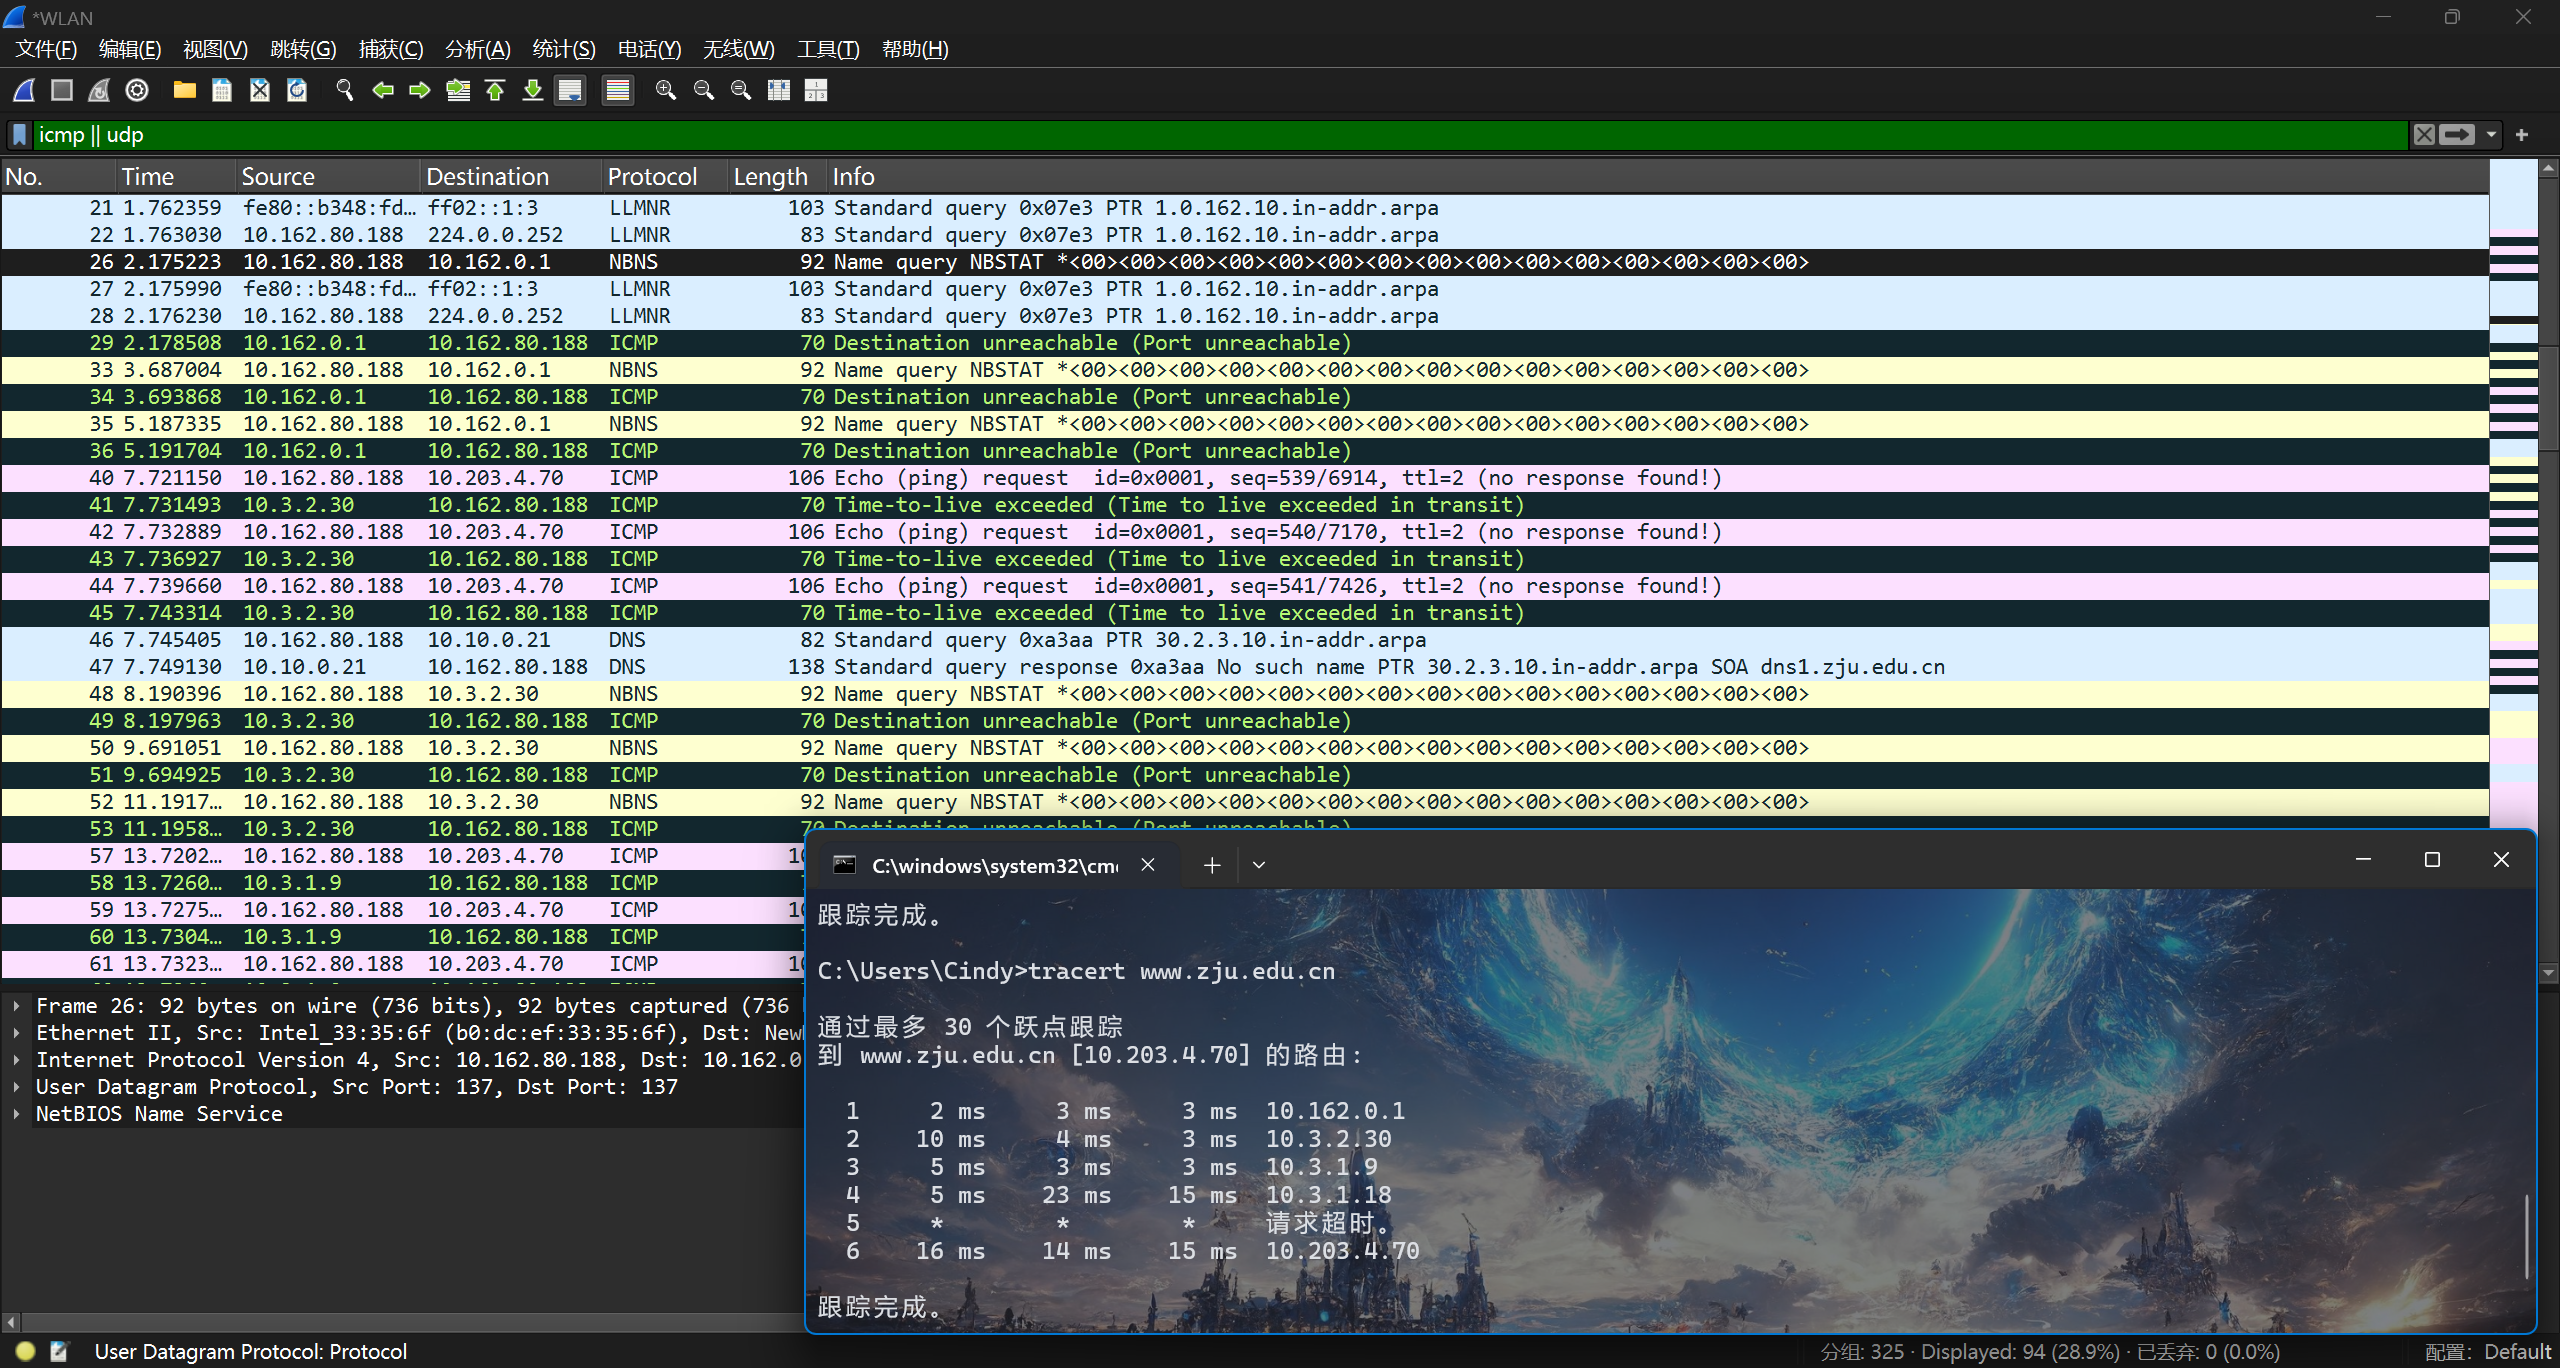 *WLAN
文件(F) 编辑(E) 视图(V) 跳转(G) 捕获(C) 分析(A) 统计(S) 电话(Y) 无线(W) 工具(T) 帮助(H)
icmp || udp
No. Time Source Destination Protocol Length Info
21 1.762359 fe80::b348:fd… ff02::1:3 LLMNR 103 Standard query 0x07e3 PTR 1.0.162.10.in-addr.arpa
22 1.763030 10.162.80.188 224.0.0.252 LLMNR 83 Standard query 0x07e3 PTR 1.0.162.10.in-addr.arpa
26 2.175223 10.162.80.188 10.162.0.1 NBNS 92 Name query NBSTAT *<00><00><00><00><00><00><00><00><00><00><00><00><00><00><00>
27 2.175990 fe80::b348:fd… ff02::1:3 LLMNR 103 Standard query 0x07e3 PTR 1.0.162.10.in-addr.arpa
28 2.176230 10.162.80.188 224.0.0.252 LLMNR 83 Standard query 0x07e3 PTR 1.0.162.10.in-addr.arpa
29 2.178508 10.162.0.1 10.162.80.188 ICMP 70 Destination unreachable (Port unreachable)
33 3.687004 10.162.80.188 10.162.0.1 NBNS 92 Name query NBSTAT *<00><00><00><00><00><00><00><00><00><00><00><00><00><00><00>
34 3.693868 10.162.0.1 10.162.80.188 ICMP 70 Destination unreachable (Port unreachable)
35 5.187335 10.162.80.188 10.162.0.1 NBNS 92 Name query NBSTAT *<00><00><00><00><00><00><00><00><00><00><00><00><00><00><00>
36 5.191704 10.162.0.1 10.162.80.188 ICMP 70 Destination unreachable (Port unreachable)
40 7.721150 10.162.80.188 10.203.4.70 ICMP 106 Echo (ping) request id=0x0001, seq=539/6914, ttl=2 (no response found!)
41 7.731493 10.3.2.30 10.162.80.188 ICMP 70 Time-to-live exceeded (Time to live exceeded in transit)
42 7.732889 10.162.80.188 10.203.4.70 ICMP 106 Echo (ping) request id=0x0001, seq=540/7170, ttl=2 (no response found!)
43 7.736927 10.3.2.30 10.162.80.188 ICMP 70 Time-to-live exceeded (Time to live exceeded in transit)
44 7.739660 10.162.80.188 10.203.4.70 ICMP 106 Echo (ping) request id=0x0001, seq=541/7426, ttl=2 (no response found!)
45 7.743314 10.3.2.30 10.162.80.188 ICMP 70 Time-to-live exceeded (Time to live exceeded in transit)
46 7.745405 10.162.80.188 10.10.0.21 DNS 82 Standard query 0xa3aa PTR 30.2.3.10.in-addr.arpa
47 7.749130 10.10.0.21 10.162.80.188 DNS 138 Standard query response 0xa3aa No such name PTR 30.2.3.10.in-addr.arpa SOA dns1.zju.edu.cn
48 8.190396 10.162.80.188 10.3.2.30 NBNS 92 Name query NBSTAT *<00><00><00><00><00><00><00><00><00><00><00><00><00><00><00>
49 8.197963 10.3.2.30 10.162.80.188 ICMP 70 Destination unreachable (Port unreachable)
50 9.691051 10.162.80.188 10.3.2.30 NBNS 92 Name query NBSTAT *<00><00><00><00><00><00><00><00><00><00><00><00><00><00><00>
51 9.694925 10.3.2.30 10.162.80.188 ICMP 70 Destination unreachable (Port unreachable)
52 11.1917… 10.162.80.188 10.3.2.30 NBNS 92 Name query NBSTAT *<00><00><00><00><00><00><00><00><00><00><00><00><00><00><00>
53 11.1958… 10.3.2.30 10.162.80.188 ICMP 70 Destination unreachable (Port unreachable)
57 13.7202… 10.162.80.188 10.203.4.70 ICMP
58 13.7260… 10.3.1.9 10.162.80.188 ICMP
59 13.7275… 10.162.80.188 10.203.4.70 ICMP
60 13.7304… 10.3.1.9 10.162.80.188 ICMP
61 13.7323… 10.162.80.188 10.203.4.70 ICMP
Frame 26: 92 bytes on wire (736 bits), 92 bytes captured (736
Ethernet II, Src: Intel_33:35:6f (b0:dc:ef:33:35:6f), Dst: New
Internet Protocol Version 4, Src: 10.162.80.188, Dst: 10.162.0
User Datagram Protocol, Src Port: 137, Dst Port: 137
NetBIOS Name Service
C:\windows\system32\cm
跟踪完成。
C:\Users\Cindy>tracert www.zju.edu.cn
通过最多 30 个跃点跟踪
到 www.zju.edu.cn [10.203.4.70] 的路由:
1 2 ms 3 ms 3 ms 10.162.0.1
2 10 ms 4 ms 3 ms 10.3.2.30
3 5 ms 3 ms 3 ms 10.3.1.9
4 5 ms 23 ms 15 ms 10.3.1.18
5 * * * 请求超时。
6 16 ms 14 ms 15 ms 10.203.4.70
跟踪完成。
User Datagram Protocol: Protocol 分组: 325 · Displayed: 94 (28.9%) · 已丢弃: 0 (0.0%) 配置: Default